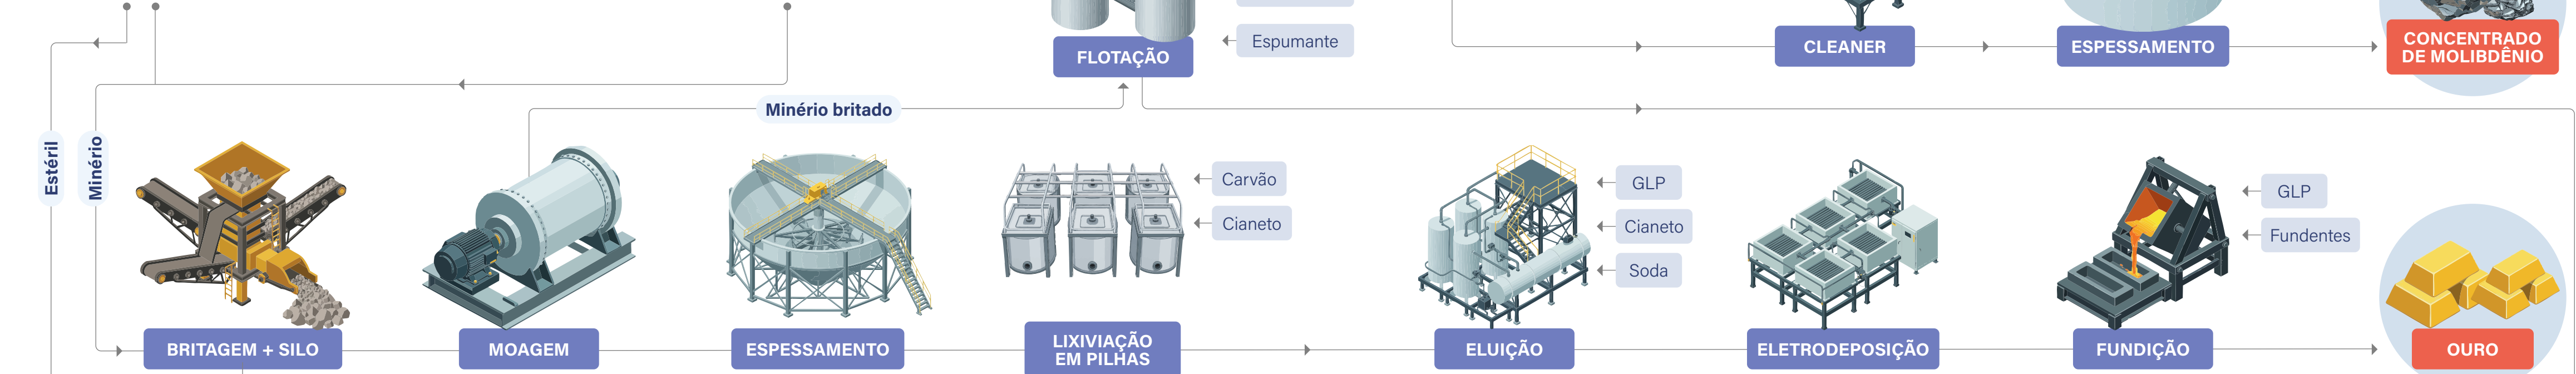 Espumante
FLOTAÇÃO
CLEANER
ESPESSAMENTO
CONCENTRADO
DE MOLIBDÊNIO
Minério britado
Estéril
Minério
Carvão
Cianeto
GLP
Cianeto
Soda
GLP
Fundentes
BRITAGEM + SILO
MOAGEM
ESPESSAMENTO
LIXIVIAÇÃO
EM PILHAS
ELUIÇÃO
ELETRODEPOSIÇÃO
FUNDIÇÃO
OURO